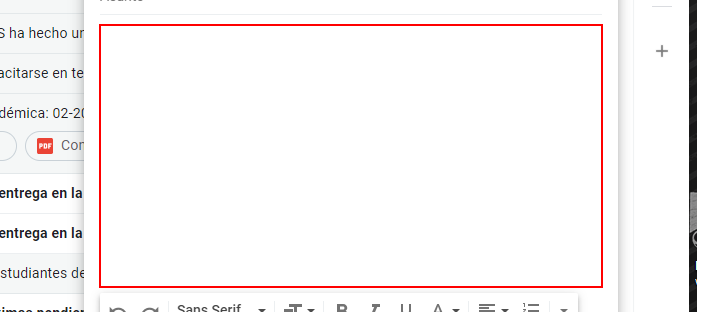 S ha hecho un
acitarse en te
démica: 02-20
PDF Con
entrega en la
entrega en la
studiantes de
Sans Serif